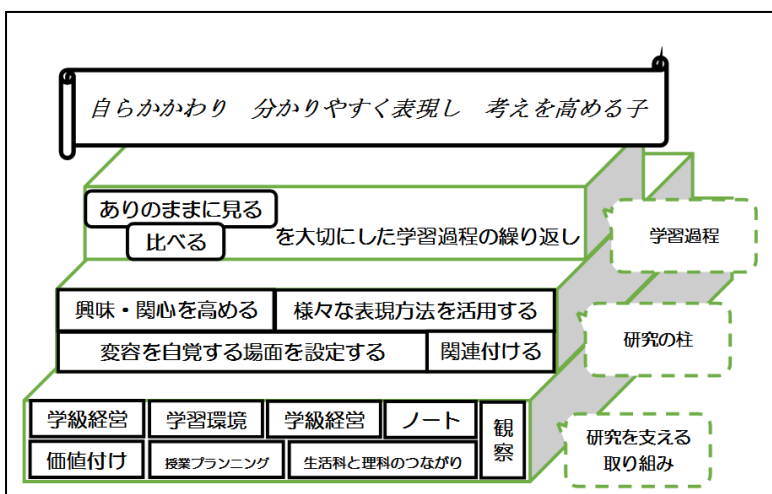 自らかかわり　分かりやすく表現し　考えを高める子
ありのままに見る
比べる
を大切にした学習過程の繰り返し
学習過程
興味・関心を高める
様々な表現方法を活用する
変容を自覚する場面を設定する
関連付ける
研究の柱
学級経営
学習環境
学級経営
ノート
観察
価値付け
授業プランニング
生活科と理科のつながり
研究を支える
取り組み